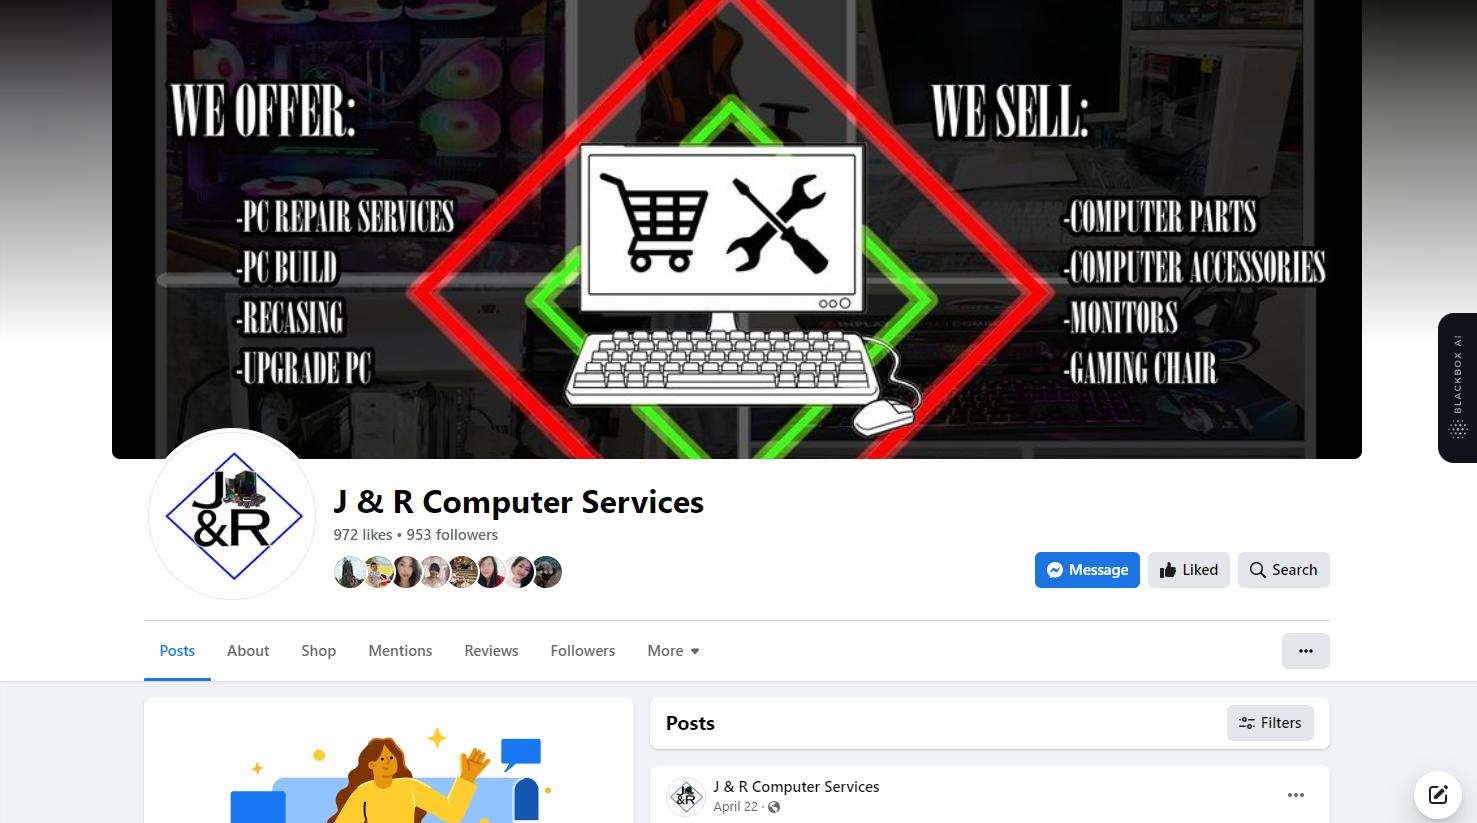 WE OFFER:
-PC REPAIR SERVICES
-PC BUILD
-RECASING
-UPGRADE PC
WE SELL:
-COMPUTER PARTS
-COMPUTER ACCESSORIES
-MONITORS
-GAMING CHAIR
BLACKBOX AI
J
&R
J & R Computer Services
972 likes • 953 followers
Message
Liked
Search
Posts
About
Shop
Mentions
Reviews
Followers
More
Posts
Filters
J
&R
J & R Computer Services
April 22 ·